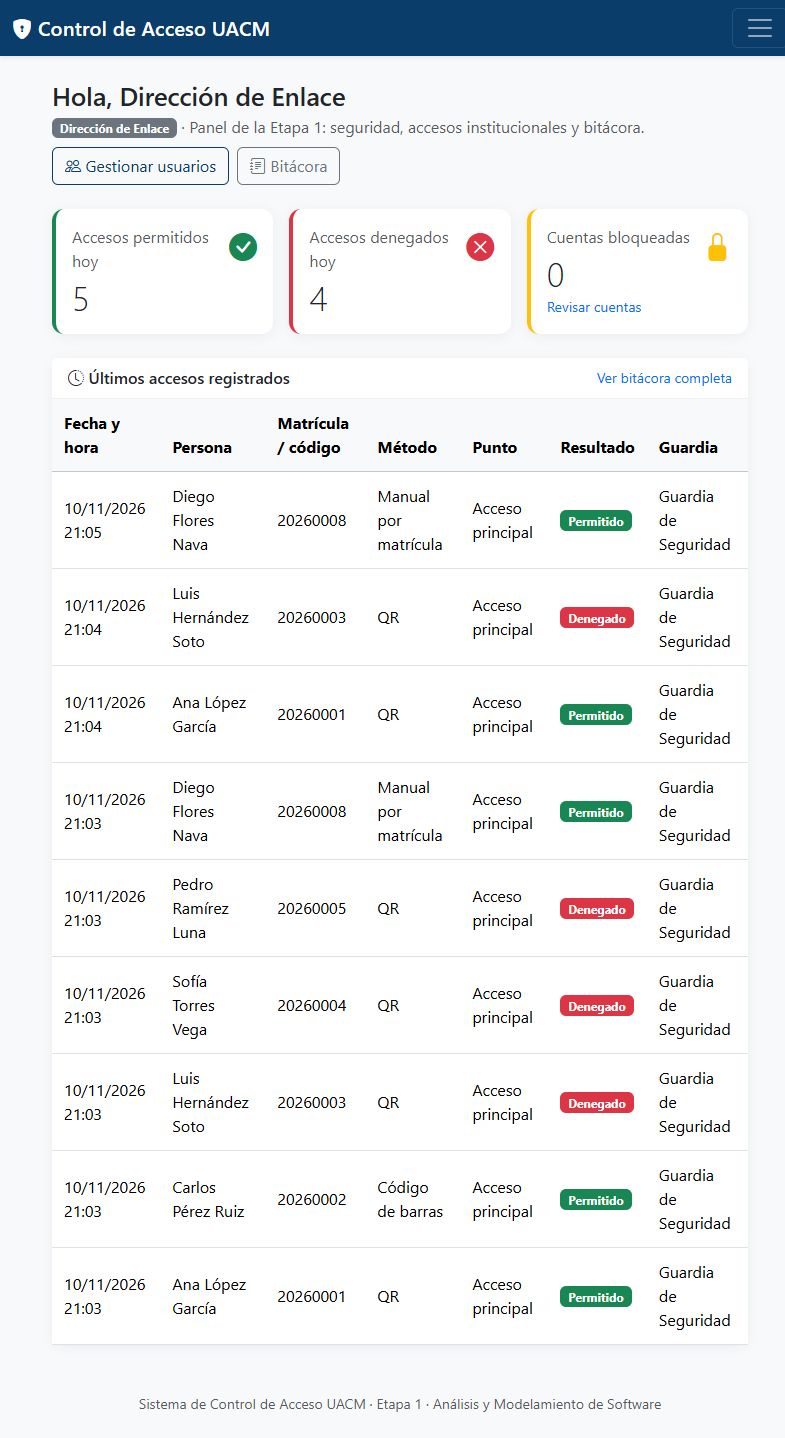 Control de Acceso UACM
Hola, Dirección de Enlace
Dirección de Enlace · Panel de la Etapa 1: seguridad, accesos institucionales y bitácora.
Gestionar usuarios Bitácora
Accesos permitidos
hoy
5
Accesos denegados
hoy
4
Cuentas bloqueadas
0
Revisar cuentas
Últimos accesos registrados Ver bitácora completa
Fecha y
hora
Persona
Matrícula
/ código
Método
Punto
Resultado
Guardia
10/11/2026
21:05
Diego
Flores
Nava
20260008
Manual
por
matrícula
Acceso
principal
Permitido
Guardia
de
Seguridad
10/11/2026
21:04
Luis
Hernández
Soto
20260003
QR
Acceso
principal
Denegado
Guardia
de
Seguridad
10/11/2026
21:04
Ana López
García
20260001
QR
Acceso
principal
Permitido
Guardia
de
Seguridad
10/11/2026
21:03
Diego
Flores
Nava
20260008
Manual
por
matrícula
Acceso
principal
Permitido
Guardia
de
Seguridad
10/11/2026
21:03
Pedro
Ramírez
Luna
20260005
QR
Acceso
principal
Denegado
Guardia
de
Seguridad
10/11/2026
21:03
Sofía
Torres
Vega
20260004
QR
Acceso
principal
Denegado
Guardia
de
Seguridad
10/11/2026
21:03
Luis
Hernández
Soto
20260003
QR
Acceso
principal
Denegado
Guardia
de
Seguridad
10/11/2026
21:03
Carlos
Pérez Ruiz
20260002
Código
de barras
Acceso
principal
Permitido
Guardia
de
Seguridad
10/11/2026
21:03
Ana López
García
20260001
QR
Acceso
principal
Permitido
Guardia
de
Seguridad
Sistema de Control de Acceso UACM · Etapa 1 · Análisis y Modelamiento de Software